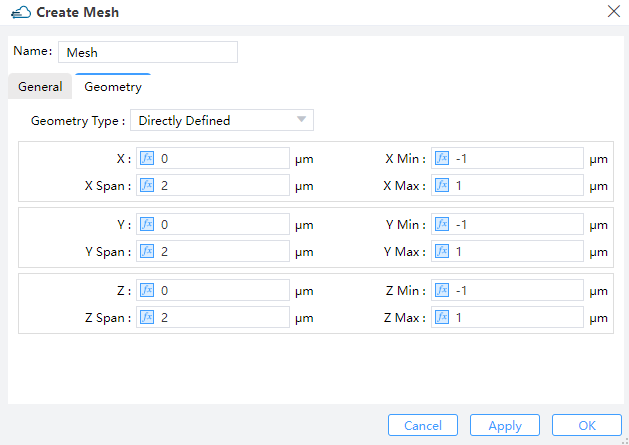 Create Mesh
Name: Mesh
General Geometry
Geometry Type : Directly Defined
X : fx 0 μm X Min : fx -1 μm
X Span : fx 2 μm X Max : fx 1 μm
Y : fx 0 μm Y Min : fx -1 μm
Y Span : fx 2 μm Y Max : fx 1 μm
Z : fx 0 μm Z Min : fx -1 μm
Z Span : fx 2 μm Z Max : fx 1 μm
Cancel Apply OK